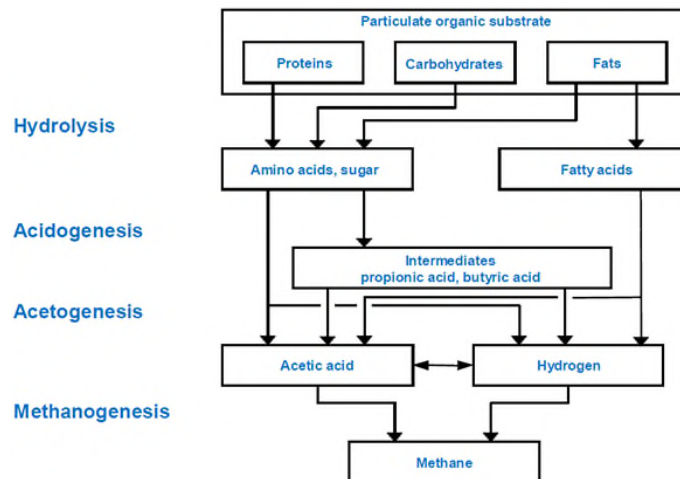 Particulate organic substrate
Proteins
Carbohydrates
Fats
Hydrolysis
Amino acids, sugar
Fatty acids
Acidogenesis
Intermediates
propionic acid, butyric acid
Acetogenesis
Acetic acid
Hydrogen
Methanogenesis
Methane